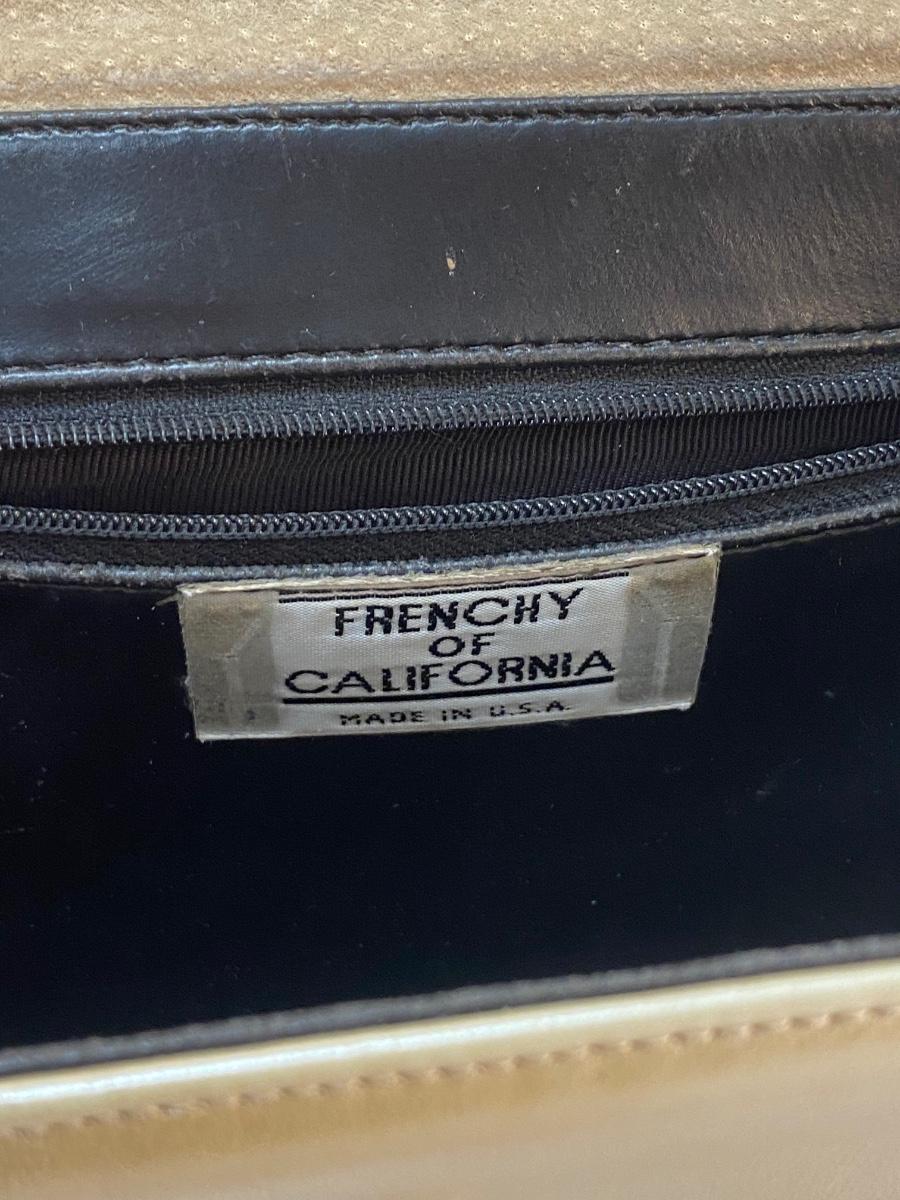 FRENCHY
OF
CALIFORNIA
MADE IN U.S.A.